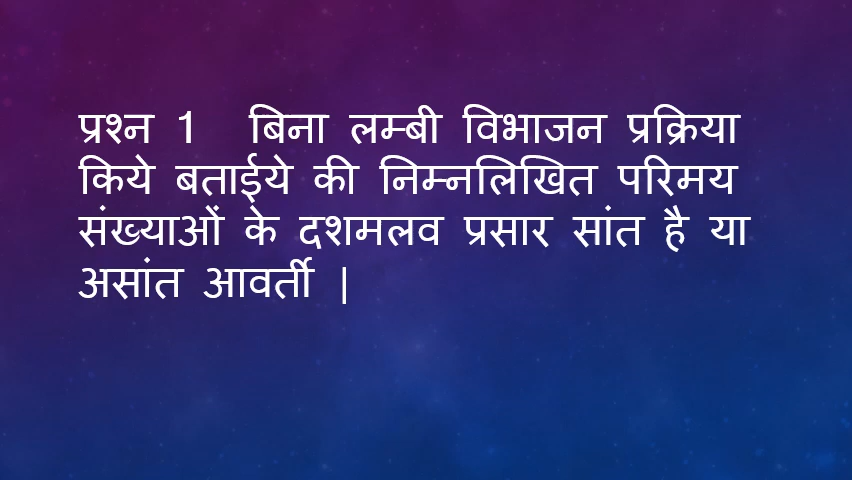 प्रश्न 1 बिना लम्बी विभाजन प्रक्रिया
किये बताईये की निम्नलिखित परिमय
संख्याओं के दशमलव प्रसार सांत है या
असांत आवर्ती |